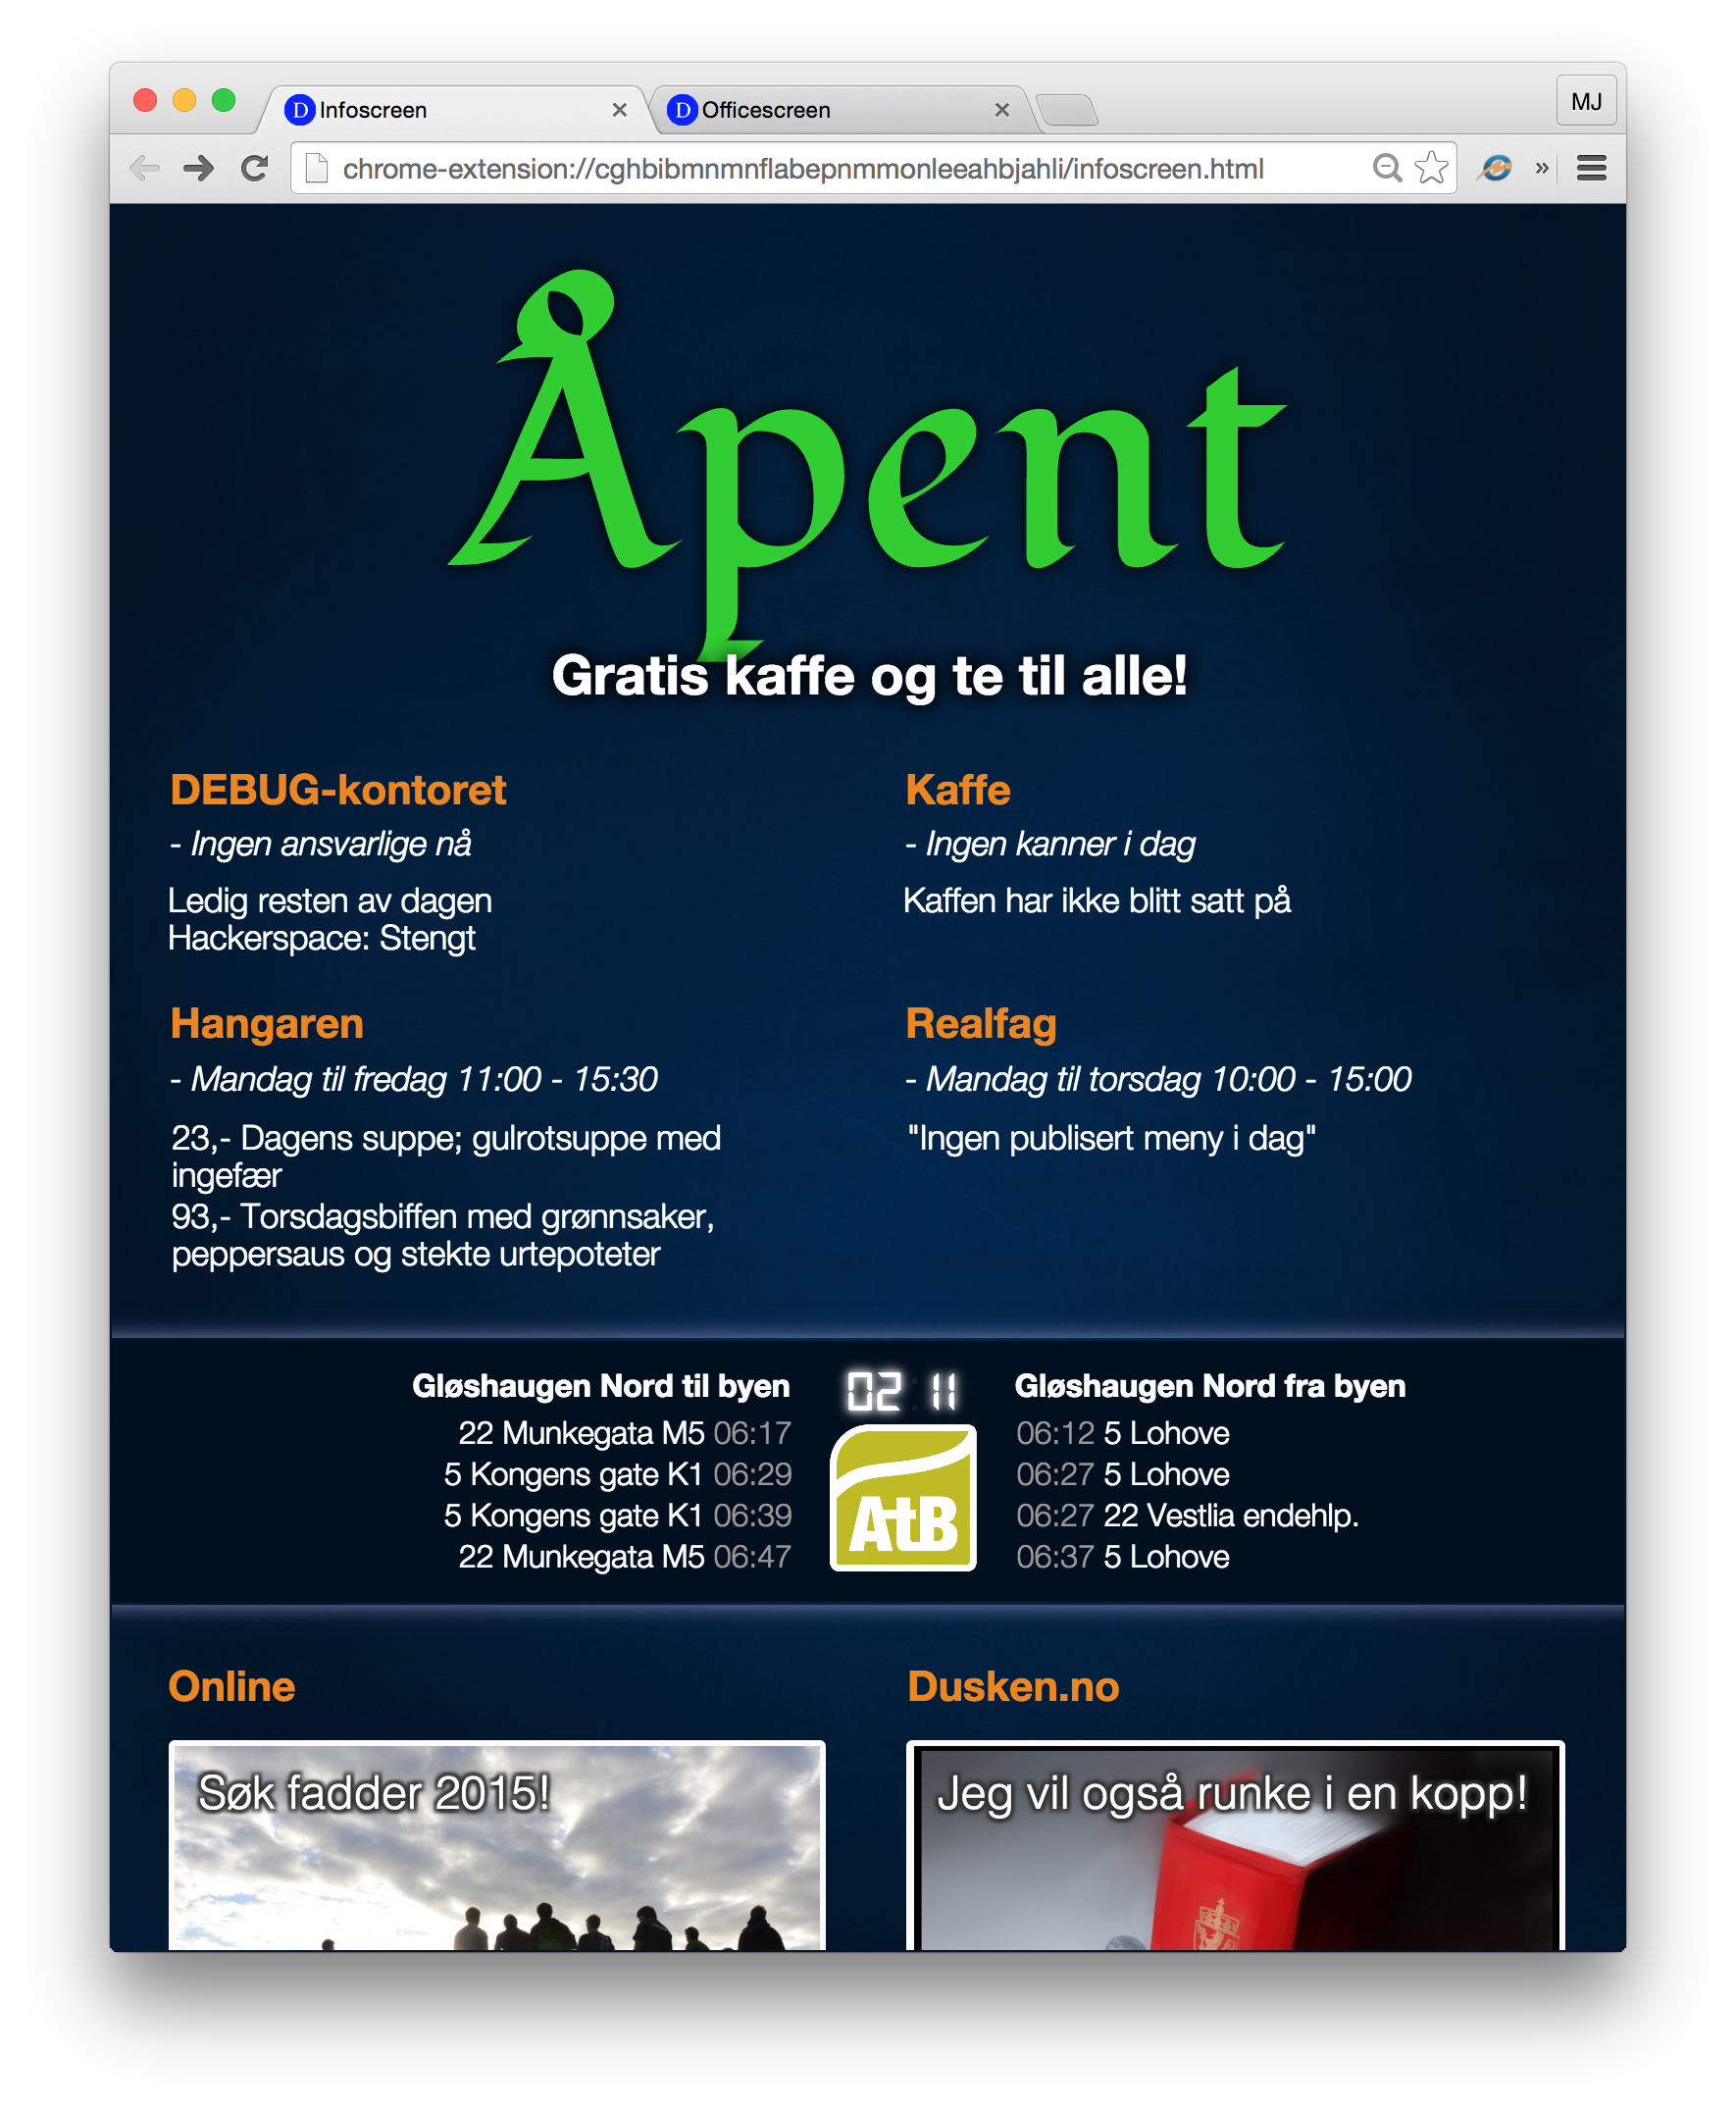 Infoscreen
Officescreen
MJ
chrome-extension://cghbibmnmnflabepnmmonleeahbjahli/infoscreen.html
Åpent
Gratis kaffe og te til alle!
DEBUG-kontoret
- Ingen ansvarlige nå
Ledig resten av dagen
Hackerspace: Stengt
Kaffe
- Ingen kanner i dag
Kaffen har ikke blitt satt på
Hangaren
- Mandag til fredag 11:00 - 15:30
23,- Dagens suppe; gulrotsuppe med
ingefær
93,- Torsdagsbiffen med grønnsaker,
peppersaus og stekte urtepoteter
Realfag
- Mandag til torsdag 10:00 - 15:00
"Ingen publisert meny i dag"
Gløshaugen Nord til byen
22 Munkegata M5 06:17
5 Kongens gate K1 06:29
5 Kongens gate K1 06:39
22 Munkegata M5 06:47
02:11
AtB
Gløshaugen Nord fra byen
06:12 5 Lohove
06:27 5 Lohove
06:27 22 Vestlia endehlp.
06:37 5 Lohove
Online
Søk fadder 2015!
Dusken.no
Jeg vil også runke i en kopp!